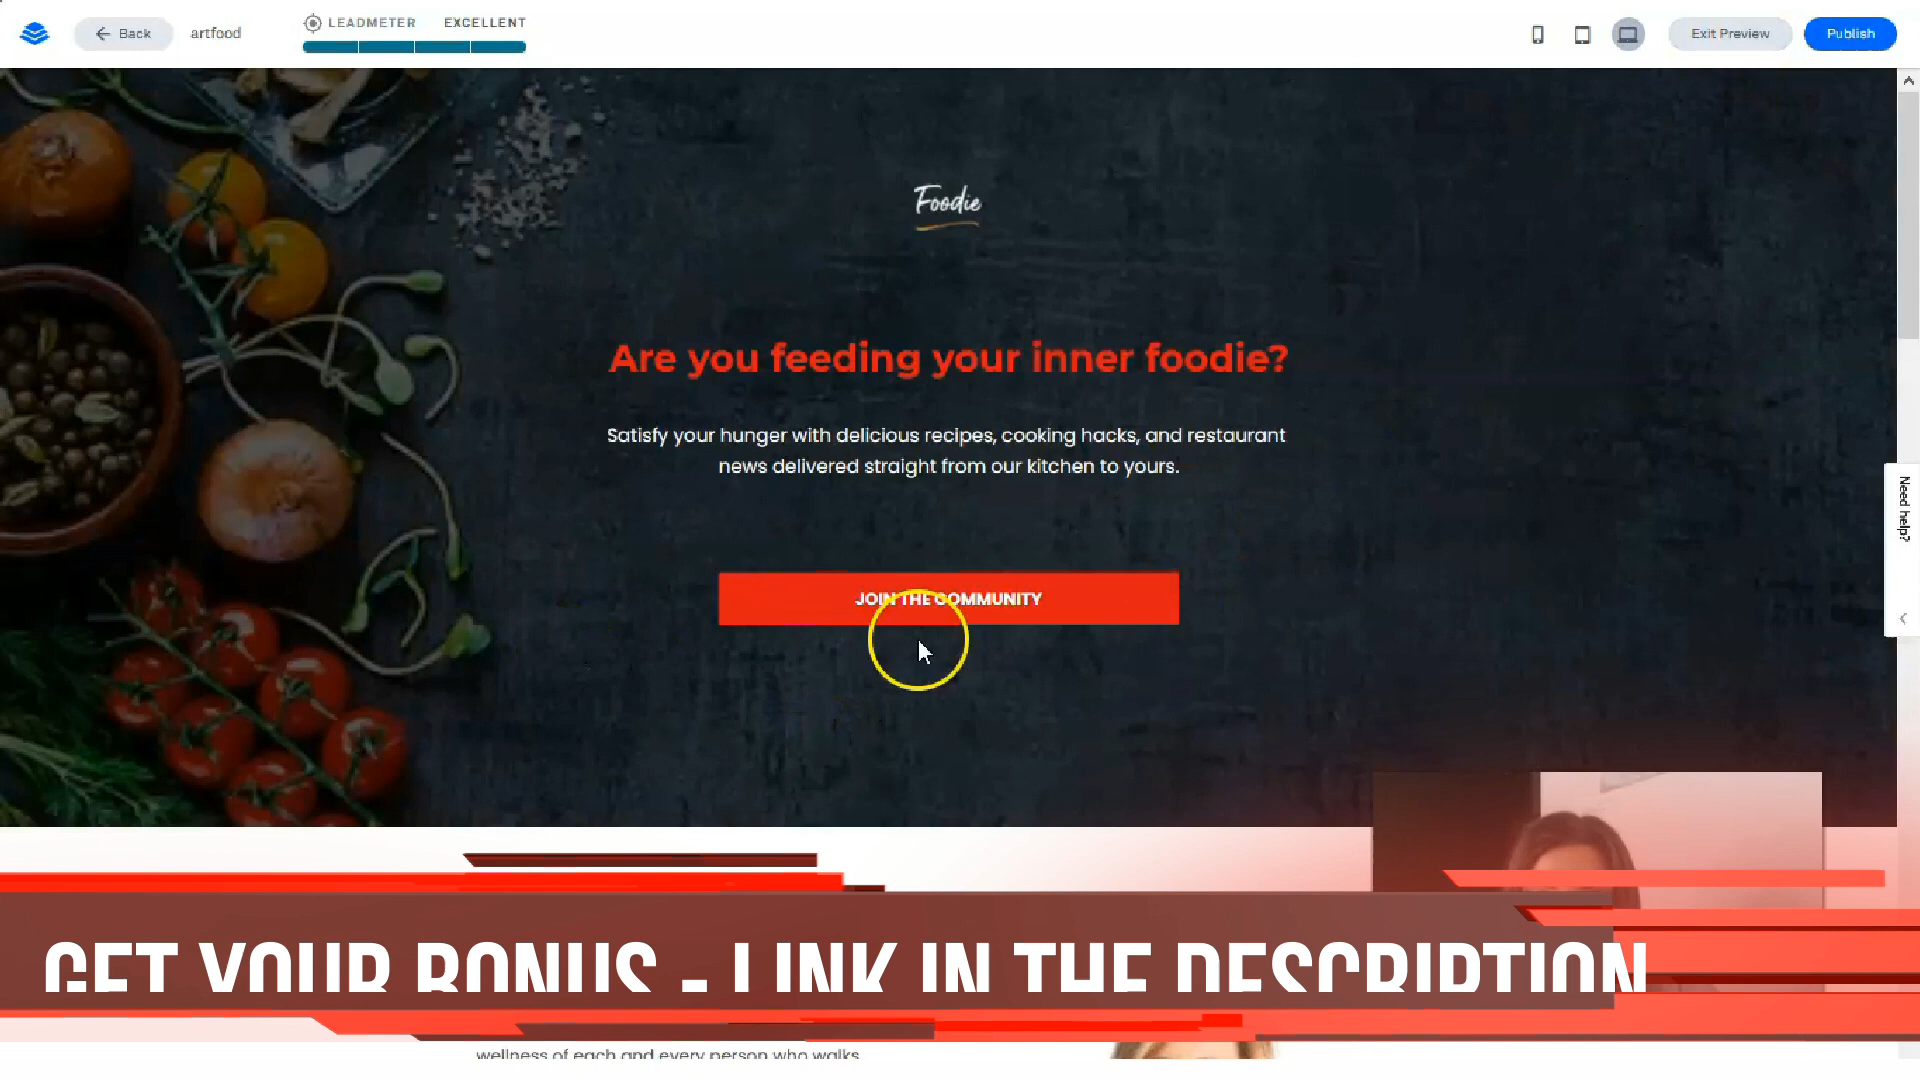 Back
artfood
LEADMETER EXCELLENT
Exit Preview
Publish
Foodie
Are you feeding your inner foodie?
Satisfy your hunger with delicious recipes, cooking hacks, and restaurant
news delivered straight from our kitchen to yours.
JOIN THE COMMUNITY
Need help?
GET YOUR BONUS - LINK IN THE DESCRIPTION
wellness of each and every person who walks